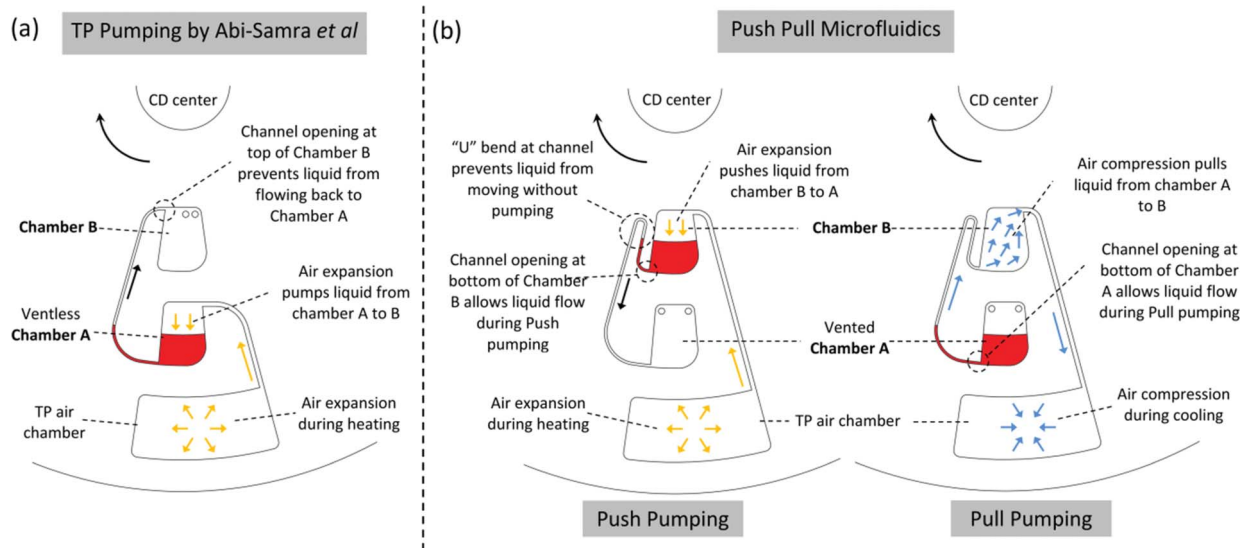 (a)
TP Pumping by Abi-Samra et al
CD center
Channel opening at
top of Chamber B
prevents liquid from
flowing back to
Chamber A
Chamber B
Air expansion
pumps liquid from
chamber A to B
Ventless
Chamber A
TP air
chamber
Air expansion
during heating
(b)
Push Pull Microfluidics
CD center
"U" bend at channel
prevents liquid from
moving without
pumping
Air expansion
pushes liquid from
chamber B to A
Chamber B
Channel opening at
bottom of Chamber
B allows liquid flow
during Push
pumping
Vented
Chamber A
Air expansion
during heating
TP air chamber
Push Pumping
CD center
Air compression pulls
liquid from chamber A
to B
Channel opening at
bottom of Chamber
A allows liquid flow
during Pull pumping
Air compression
during cooling
Pull Pumping